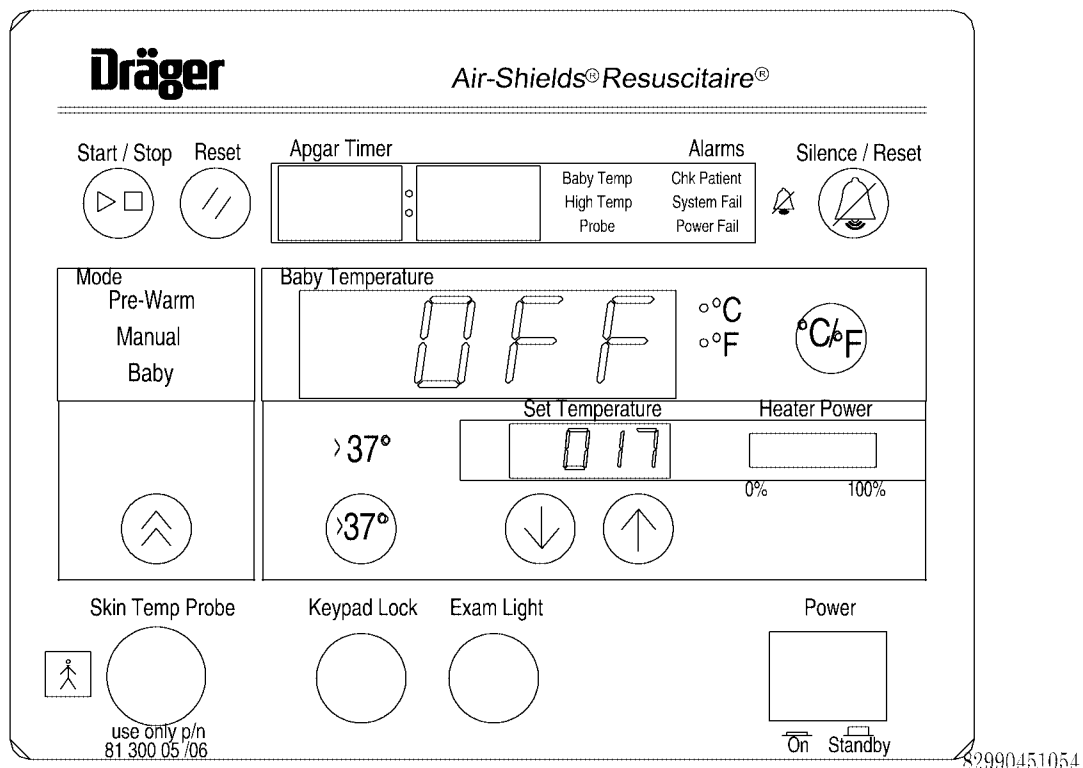 Dräger
Air-Shields® Resuscitaire®
Start / Stop Reset Apgar Timer Alarms Silence / Reset
:
Baby Temp Chk Patient
High Temp System Fail
Probe Power Fail
Mode
Pre-Warm
Manual
Baby
Baby Temperature
OFF
°C
°F
°C/°F
Set Temperature Heater Power
>37°
017
0% 100%
>37°
Skin Temp Probe Keypad Lock Exam Light Power
use only p/n
81 300 05 /06
On Standby
82990451054